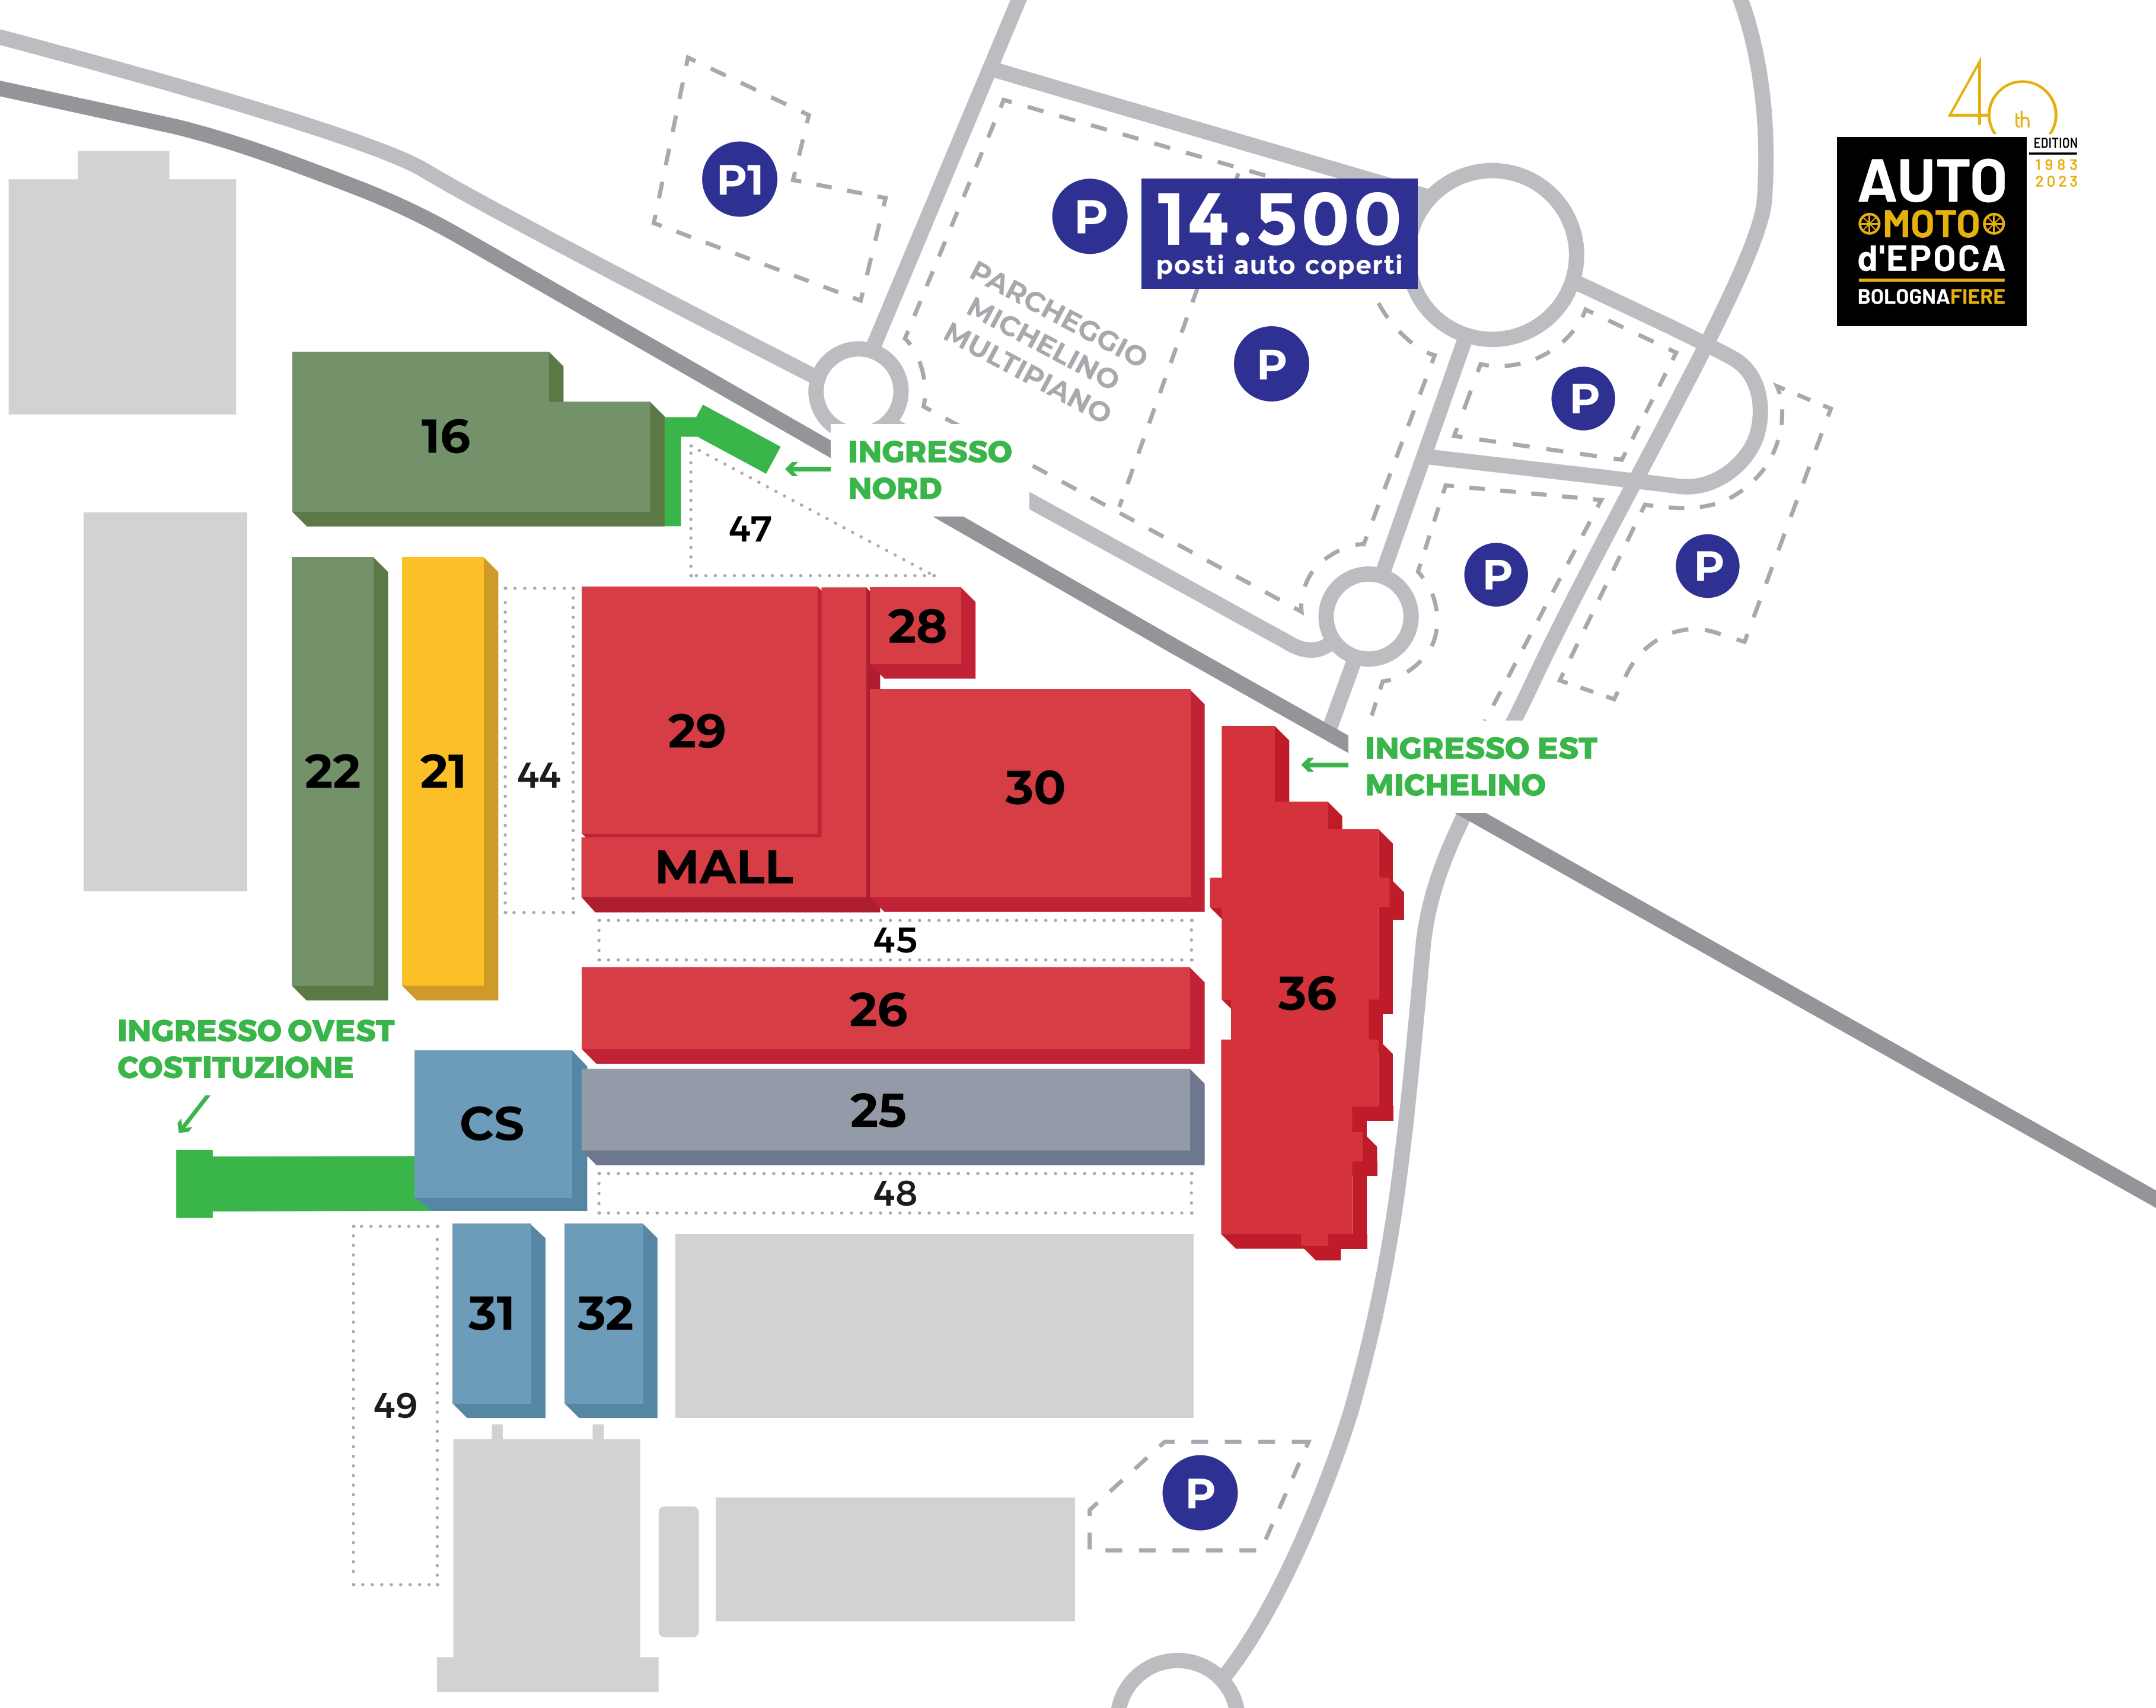 40th
EDITION
1983
2023
AUTO
MOTO
d'EPOCA
BOLOGNAFIERE
P1
P
14.500
posti auto coperti
PARCHEGGIO
MICHELINO
MULTIPIANO
P
P
P
P
16
INGRESSO
NORD
47
28
29
22
21
44
30
INGRESSO EST
MICHELINO
MALL
45
26
36
INGRESSO OVEST
COSTITUZIONE
CS
25
48
31
32
49
P